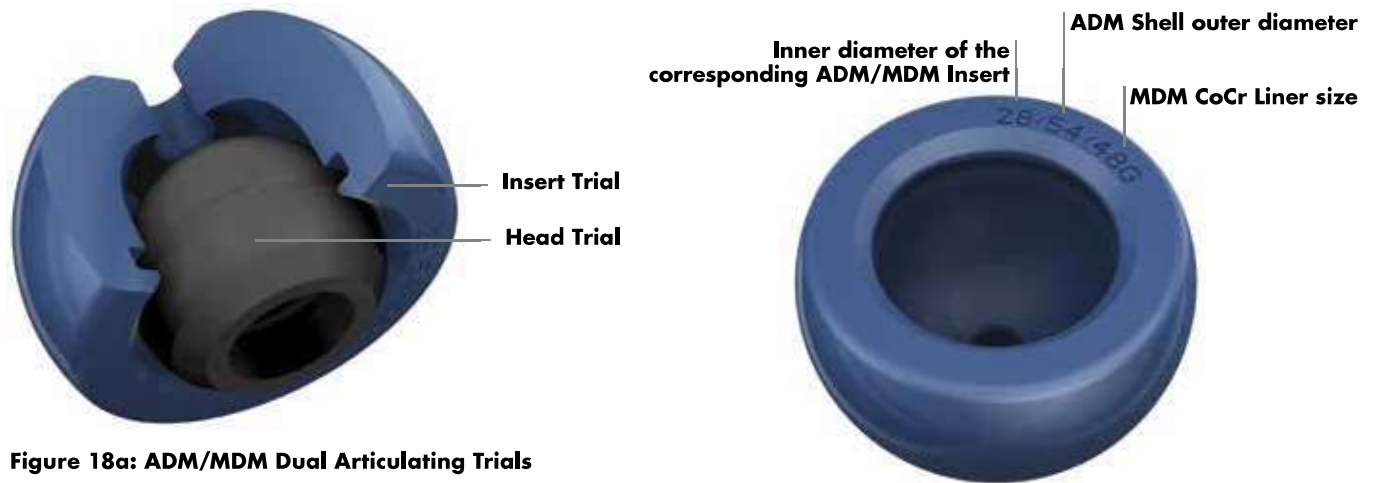 Insert Trial
Head Trial
Figure 18a: ADM/MDM Dual Articulating Trials
ADM Shell outer diameter
Inner diameter of the
corresponding ADM/MDM Insert
MDM CoCr Liner size
28/54/48G